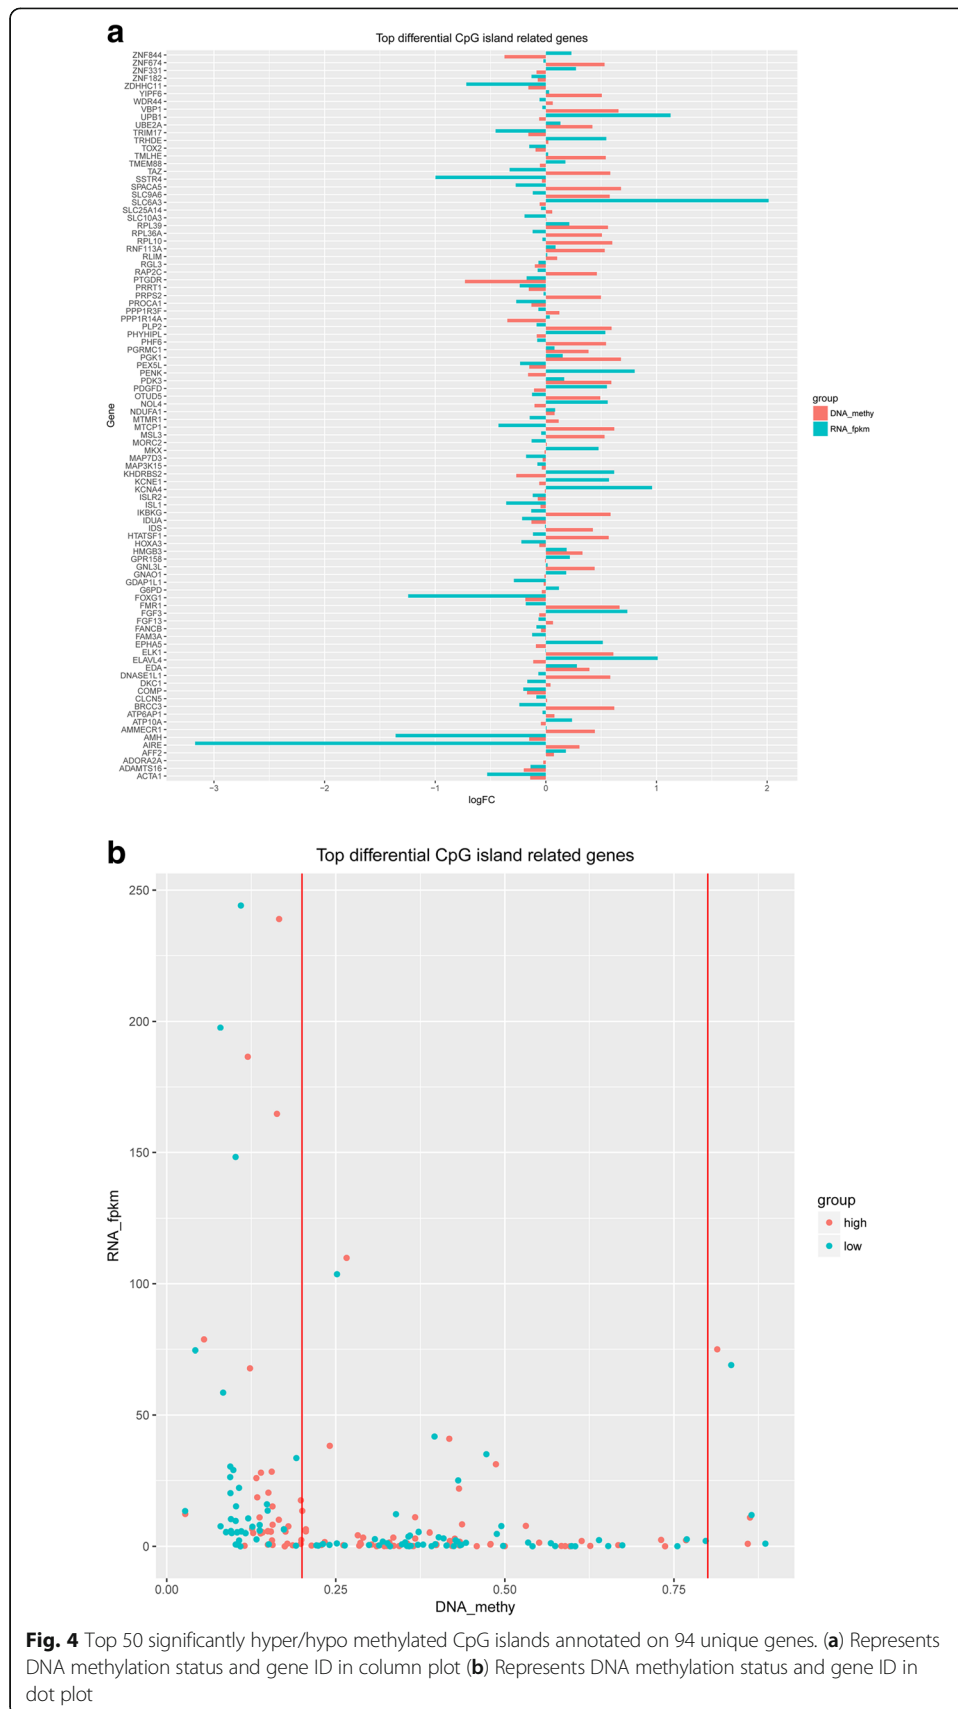 a
Top differential CpG island related genes
ZNF844
ZNF674
ZNF331
ZNF182
ZDHHC11
YIPF6
WDR44
VBP1
UPB1
UBE2A
TRIM17
TRHDE
TOX2
TMLHE
TMEM88
TAZ
SSTR4
SPACA5
SLC9A6
SLC6A3
SLC25A14
SLC10A3
RPL39
RPL36A
RPL10
RNF113A
RLIM
RGL3
RAP2C
PTGDR
PRRT1
PRPS2
PROCA1
PPP1R3F
PPP1R14A
PLP2
PHYHIPL
PHF6
PGRMC1
PGK1
PEX5L
PENK
PDK3
PDGFD
OTUD5
NOL4
NDUFA1
MTMR1
MTCP1
MSL3
MORC2
MKX
MAP7D3
MAP3K15
KHDRBS2
KCNE1
KCNA4
ISLR2
ISL1
IKBKG
IDUA
IDS
HTATSF1
HOXA3
HMGB3
GPR158
GNL3L
GNAO1
GDAP1L1
G6PD
FOXG1
FMR1
FGF3
FGF13
FANCB
FAM3A
EPHA5
ELK1
ELAVL4
EDA
DNASE1L1
DKC1
COMP
CLCN5
BRCC3
ATP6AP1
ATP10A
AMMECR1
AMH
AIRE
AFF2
ADORA2A
ADAMTS16
ACTA1
Gene
−3 −2 −1 0 1 2
logFC
group
DNA_methy
RNA_fpkm
b
Top differential CpG island related genes
250
200
150
100
50
0
RNA_fpkm
0.00 0.25 0.50 0.75
DNA_methy
group
high
low
Fig. 4 Top 50 significantly hyper/hypo methylated CpG islands annotated on 94 unique genes. (a) Represents
DNA methylation status and gene ID in column plot (b) Represents DNA methylation status and gene ID in
dot plot